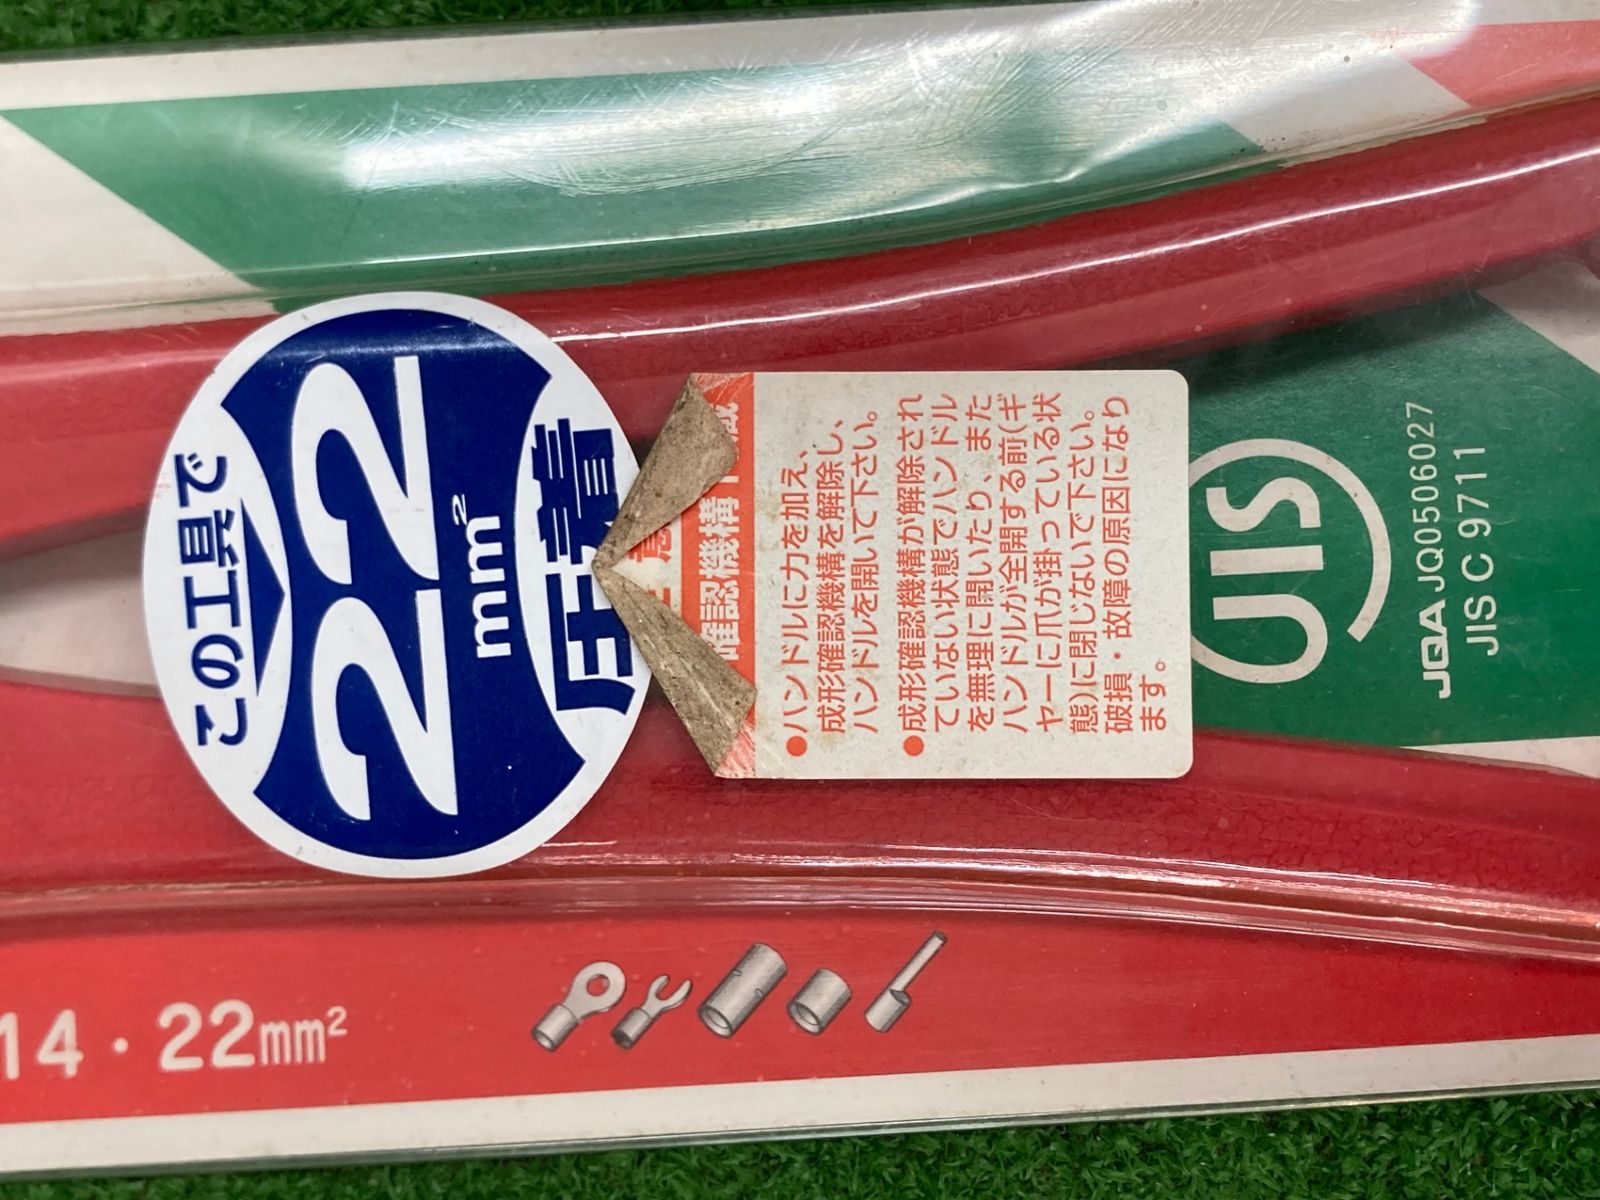 この工具で
22
mm²
圧着
確認機構
●ハンドルに力を加え、
成形確認機構を解除し、
ハンドルを開いて下さい。
●成形確認機構が解除され
ていない状態でハンドル
を無理に開いたり、また
ハンドルが全開する前(ギ
ヤーに爪が掛っている状
態)に閉じないで下さい。
破損・故障の原因になり
ます。
JIS
JQA JQ0506027
JIS C 9711
14・22mm²